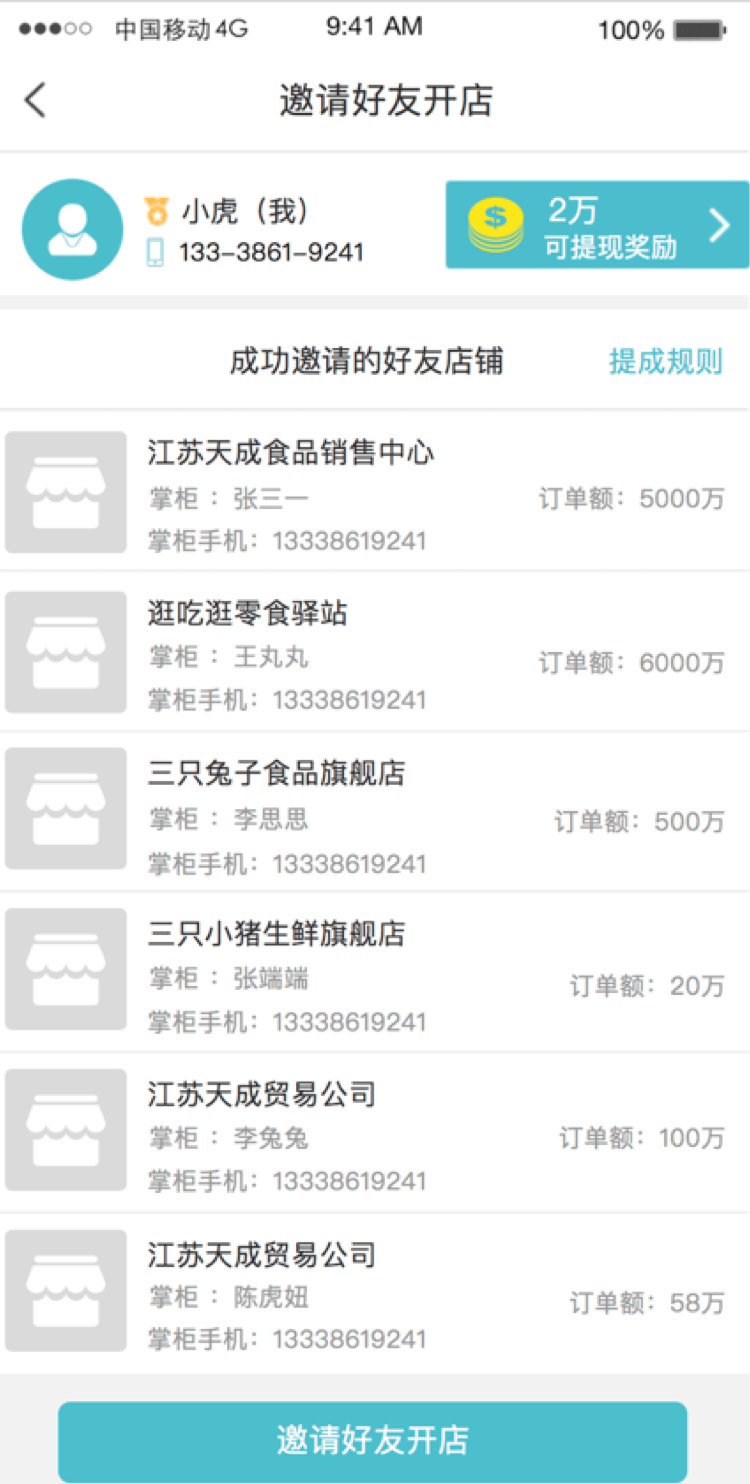 中国移动4G 9:41 AM 100%
邀请好友开店
小虎（我）
133-3861-9241
$
2万
可提现奖励
成功邀请的好友店铺 提成规则
江苏天成食品销售中心
掌柜 ：张三一
订单额：5000万
掌柜手机：13338619241
逛吃逛零食驿站
掌柜 ：王丸丸
订单额：6000万
掌柜手机：13338619241
三只兔子食品旗舰店
掌柜 ：李思思
订单额：500万
掌柜手机：13338619241
三只小猪生鲜旗舰店
掌柜 ：张端端
订单额：20万
掌柜手机：13338619241
江苏天成贸易公司
掌柜 ：李兔兔
订单额：100万
掌柜手机：13338619241
江苏天成贸易公司
掌柜 ：陈虎妞
订单额：58万
掌柜手机：13338619241
邀请好友开店